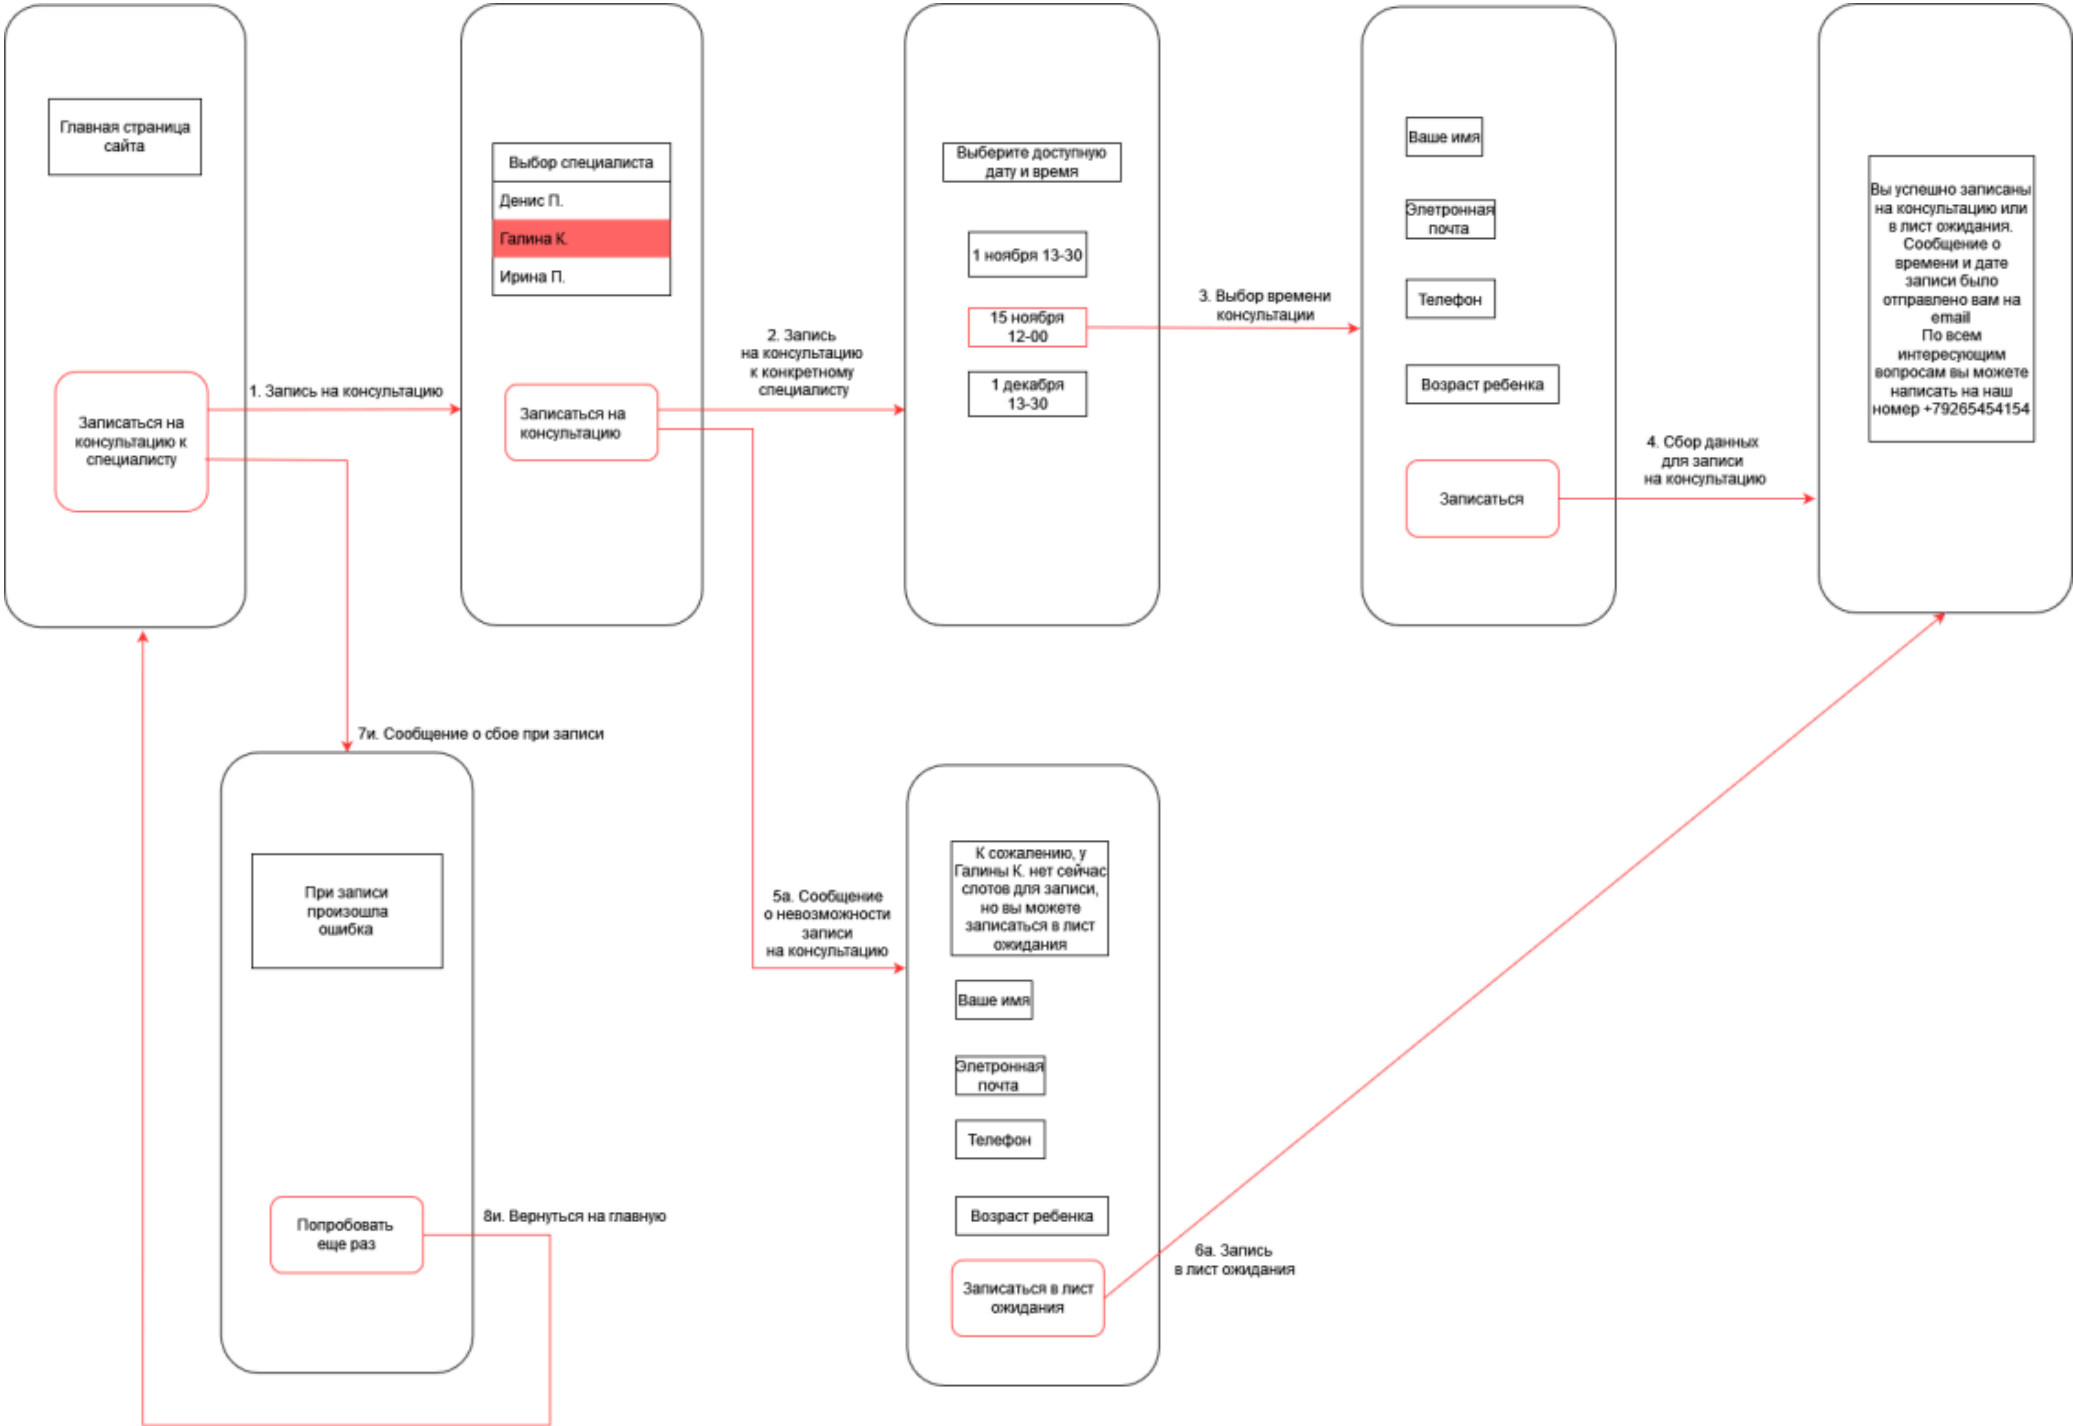 Главная страница
сайта
Записаться на
консультацию к
специалисту
1. Запись на консультацию
Выбор специалиста
Денис П.
Галина К.
Ирина П.
Записаться на
консультацию
2. Запись
на консультацию
к конкретному
специалисту
Выберите доступную
дату и время
1 ноября 13-30
15 ноября
12-00
1 декабря
13-30
3. Выбор времени
консультации
Ваше имя
Элетронная
почта
Телефон
Возраст ребенка
Записаться
4. Сбор данных
для записи
на консультацию
Вы успешно записаны
на консультацию или
в лист ожидания.
Сообщение о
времени и дате
записи было
отправлено вам на
email
По всем
интересующим
вопросам вы можете
написать на наш
номер +79265454154
7и. Сообщение о сбое при записи
При записи
произошла
ошибка
Попробовать
еще раз
8и. Вернуться на главную
5а. Сообщение
о невозможности
записи
на консультацию
К сожалению, у
Галины К. нет сейчас
слотов для записи,
но вы можете
записаться в лист
ожидания
Ваше имя
Элетронная
почта
Телефон
Возраст ребенка
Записаться в лист
ожидания
6а. Запись
в лист ожидания